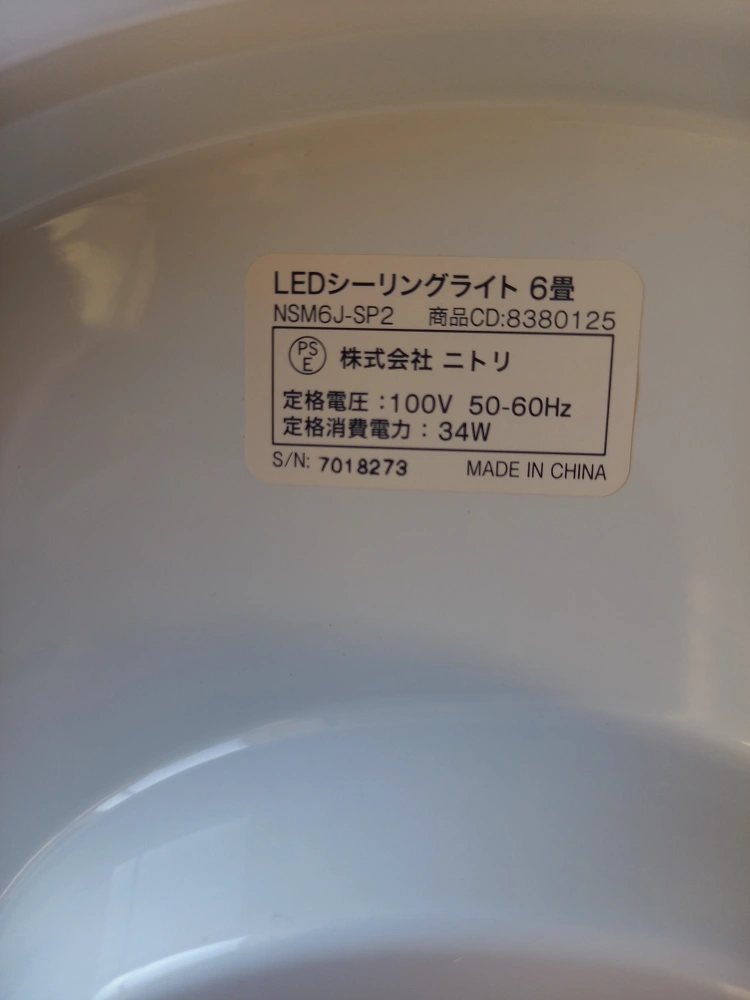 LEDシーリングライト 6畳
NSM6J-SP2 商品CD:8380125
PSE 株式会社 ニトリ
定格電圧:100V 50-60Hz
定格消費電力:34W
S/N: 7018273 MADE IN CHINA